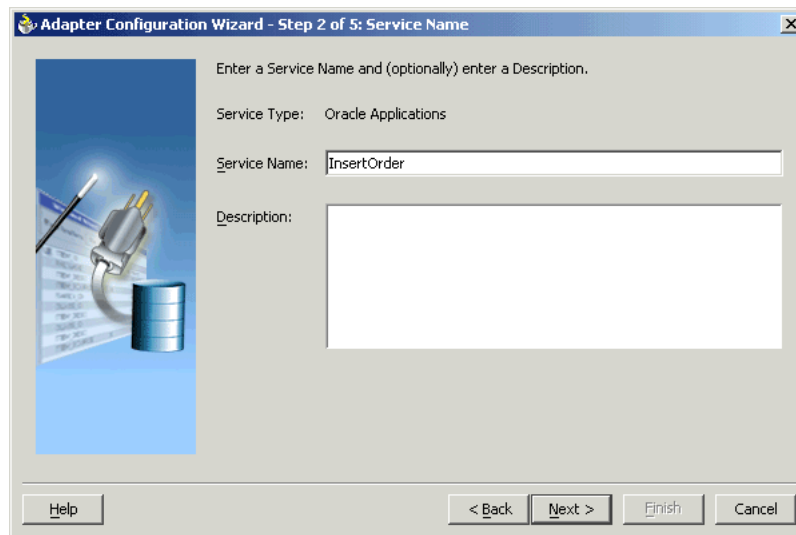 Adapter Configuration Wizard - Step 2 of 5: Service Name
Enter a Service Name and (optionally) enter a Description.
Service Type: Oracle Applications
Service Name: InsertOrder
Description:
Help < Back Next > Finish Cancel